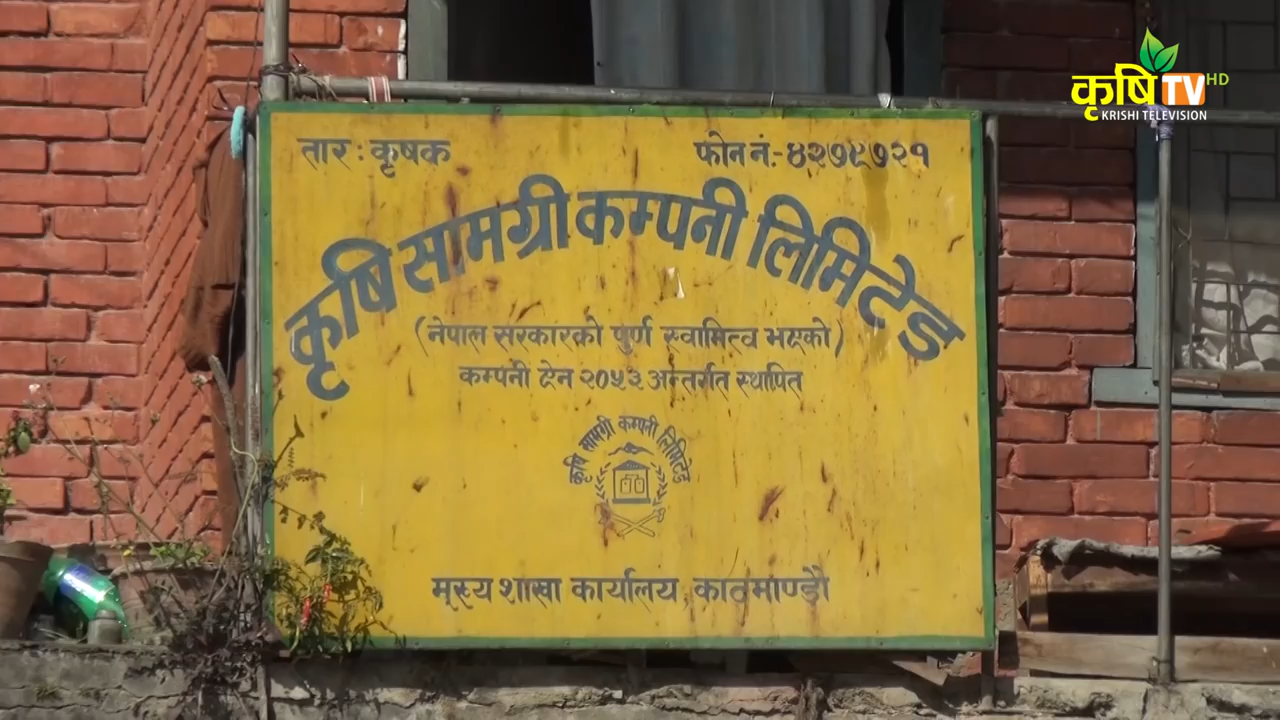 तार : कृषक
फोन नं.- ४२७९७२१
कृषि सामग्री कम्पनी लिमिटेड
(नेपाल सरकारको पुर्ण स्वामित्व भएको)
कम्पनी ऐन २०५३ अन्तर्गत स्थापित
कृषि सामग्री कम्पनी लिमिटेड
मुख्य शाखा कार्यालय, काठमाण्डौ
कृषि TV HD
KRISHI TELEVISION